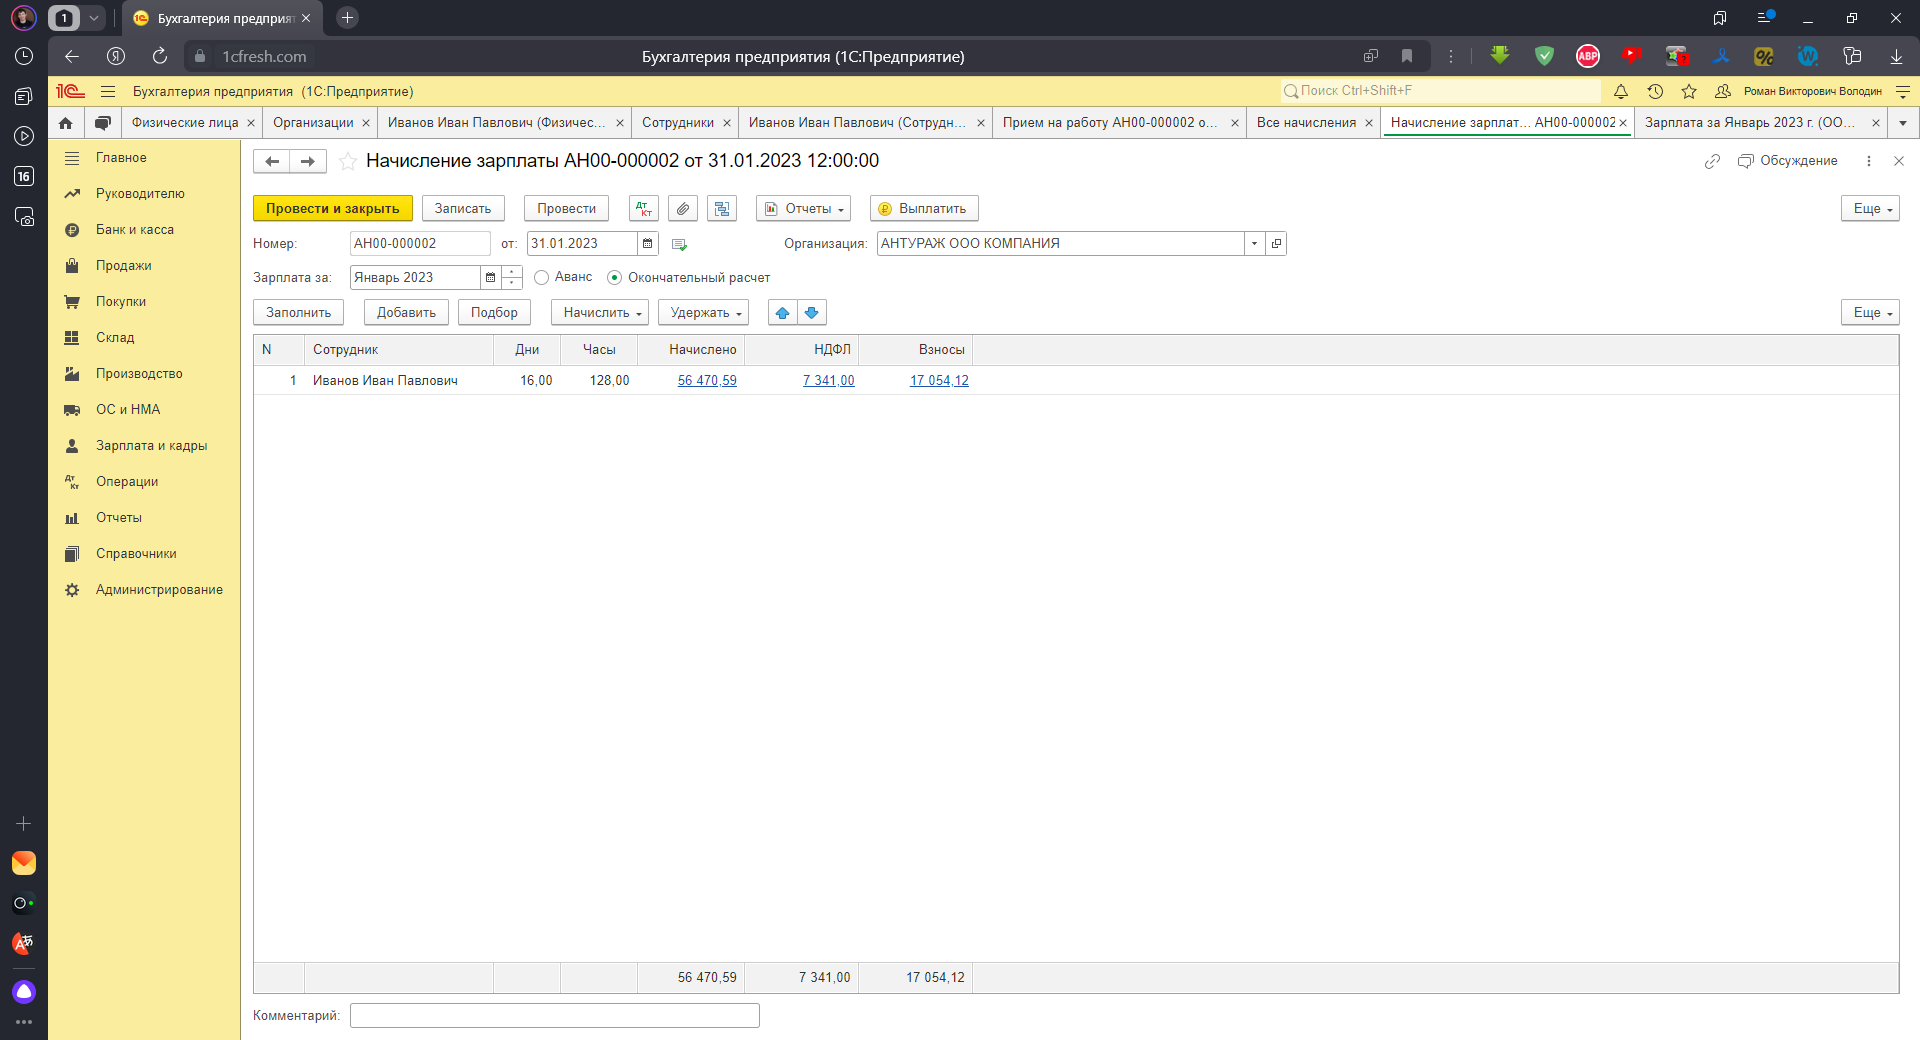 1
Бухгалтерия предприят
1cfresh.com
Бухгалтерия предприятия (1С:Предприятие)
ABP
Бухгалтерия предприятия (1С:Предприятие)
Поиск Ctrl+Shift+F
Роман Викторович Володин
Физические лица
Организации
Иванов Иван Павлович (Физичес...
Сотрудники
Иванов Иван Павлович (Сотрудн...
Прием на работу АН00-000002 о...
Все начисления
Начисление зарплат... АН00-000002
Зарплата за Январь 2023 г. (ОО...
16
Главное
Руководителю
Банк и касса
Продажи
Покупки
Склад
Производство
ОС и НМА
Зарплата и кадры
Операции
Отчеты
Справочники
Администрирование
Начисление зарплаты АН00-000002 от 31.01.2023 12:00:00
Обсуждение
Провести и закрыть
Записать
Провести
Дт Кт
Отчеты
Выплатить
Еще
Номер: АН00-000002 от: 31.01.2023
Организация: АНТУРАЖ ООО КОМПАНИЯ
Зарплата за: Январь 2023
Аванс
Окончательный расчет
Заполнить
Добавить
Подбор
Начислить
Удержать
Еще
N Сотрудник Дни Часы Начислено НДФЛ Взносы
1 Иванов Иван Павлович 16,00 128,00 56 470,59 7 341,00 17 054,12
56 470,59 7 341,00 17 054,12
Комментарий: